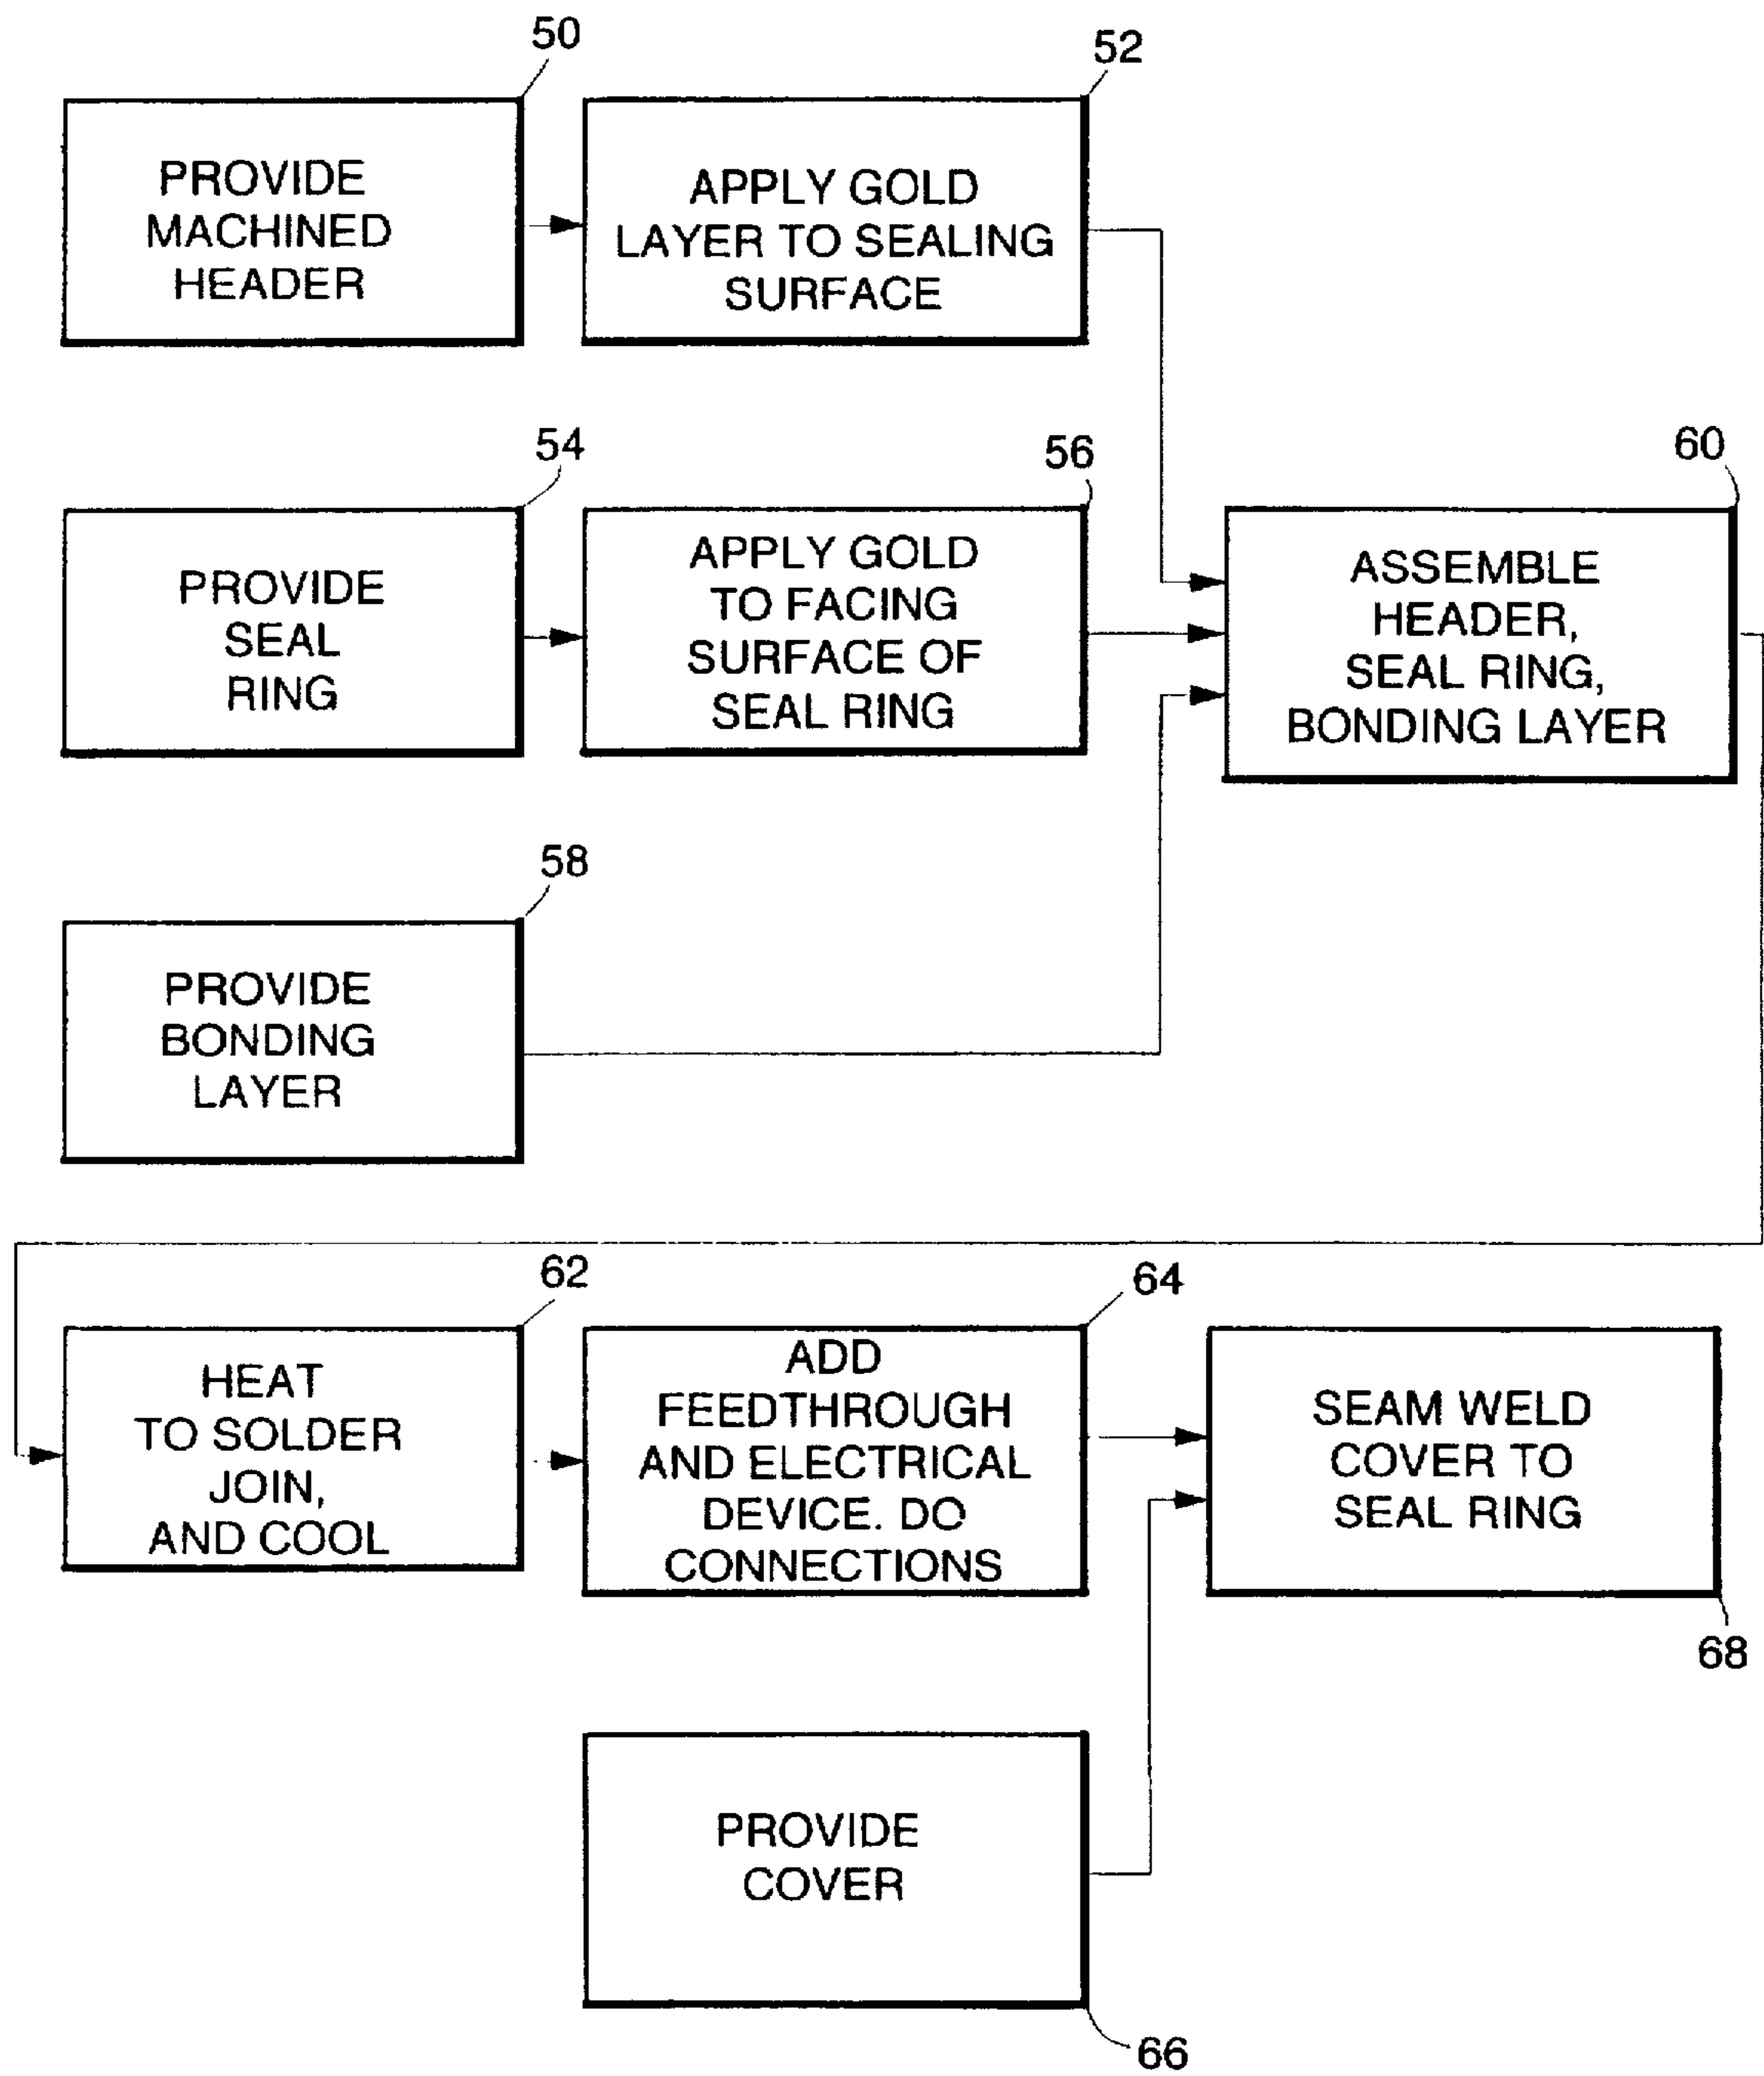 50
PROVIDE
MACHINED
HEADER
52
APPLY GOLD
LAYER TO SEALING
SURFACE
54
PROVIDE
SEAL
RING
56
APPLY GOLD
TO FACING
SURFACE OF
SEAL RING
58
PROVIDE
BONDING
LAYER
60
ASSEMBLE
HEADER,
SEAL RING,
BONDING LAYER
62
HEAT
TO SOLDER
JOIN,
AND COOL
64
ADD
FEEDTHROUGH
AND ELECTRICAL
DEVICE. DO
CONNECTIONS
66
PROVIDE
COVER
68
SEAM WELD
COVER TO
SEAL RING